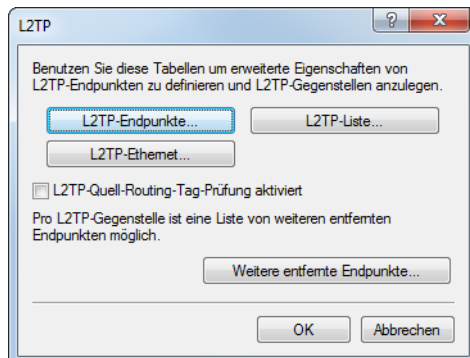 L2TP
Benutzen Sie diese Tabellen um erweiterte Eigenschaften von
L2TP-Endpunkten zu definieren und L2TP-Gegenstellen anzulegen.
L2TP-Endpunkte...
L2TP-Liste...
L2TP-Ethernet...
L2TP-Quell-Routing-Tag-Prüfung aktiviert
Pro L2TP-Gegenstelle ist eine Liste von weiteren entfernten
Endpunkten möglich.
Weitere entfernte Endpunkte...
OK
Abbrechen